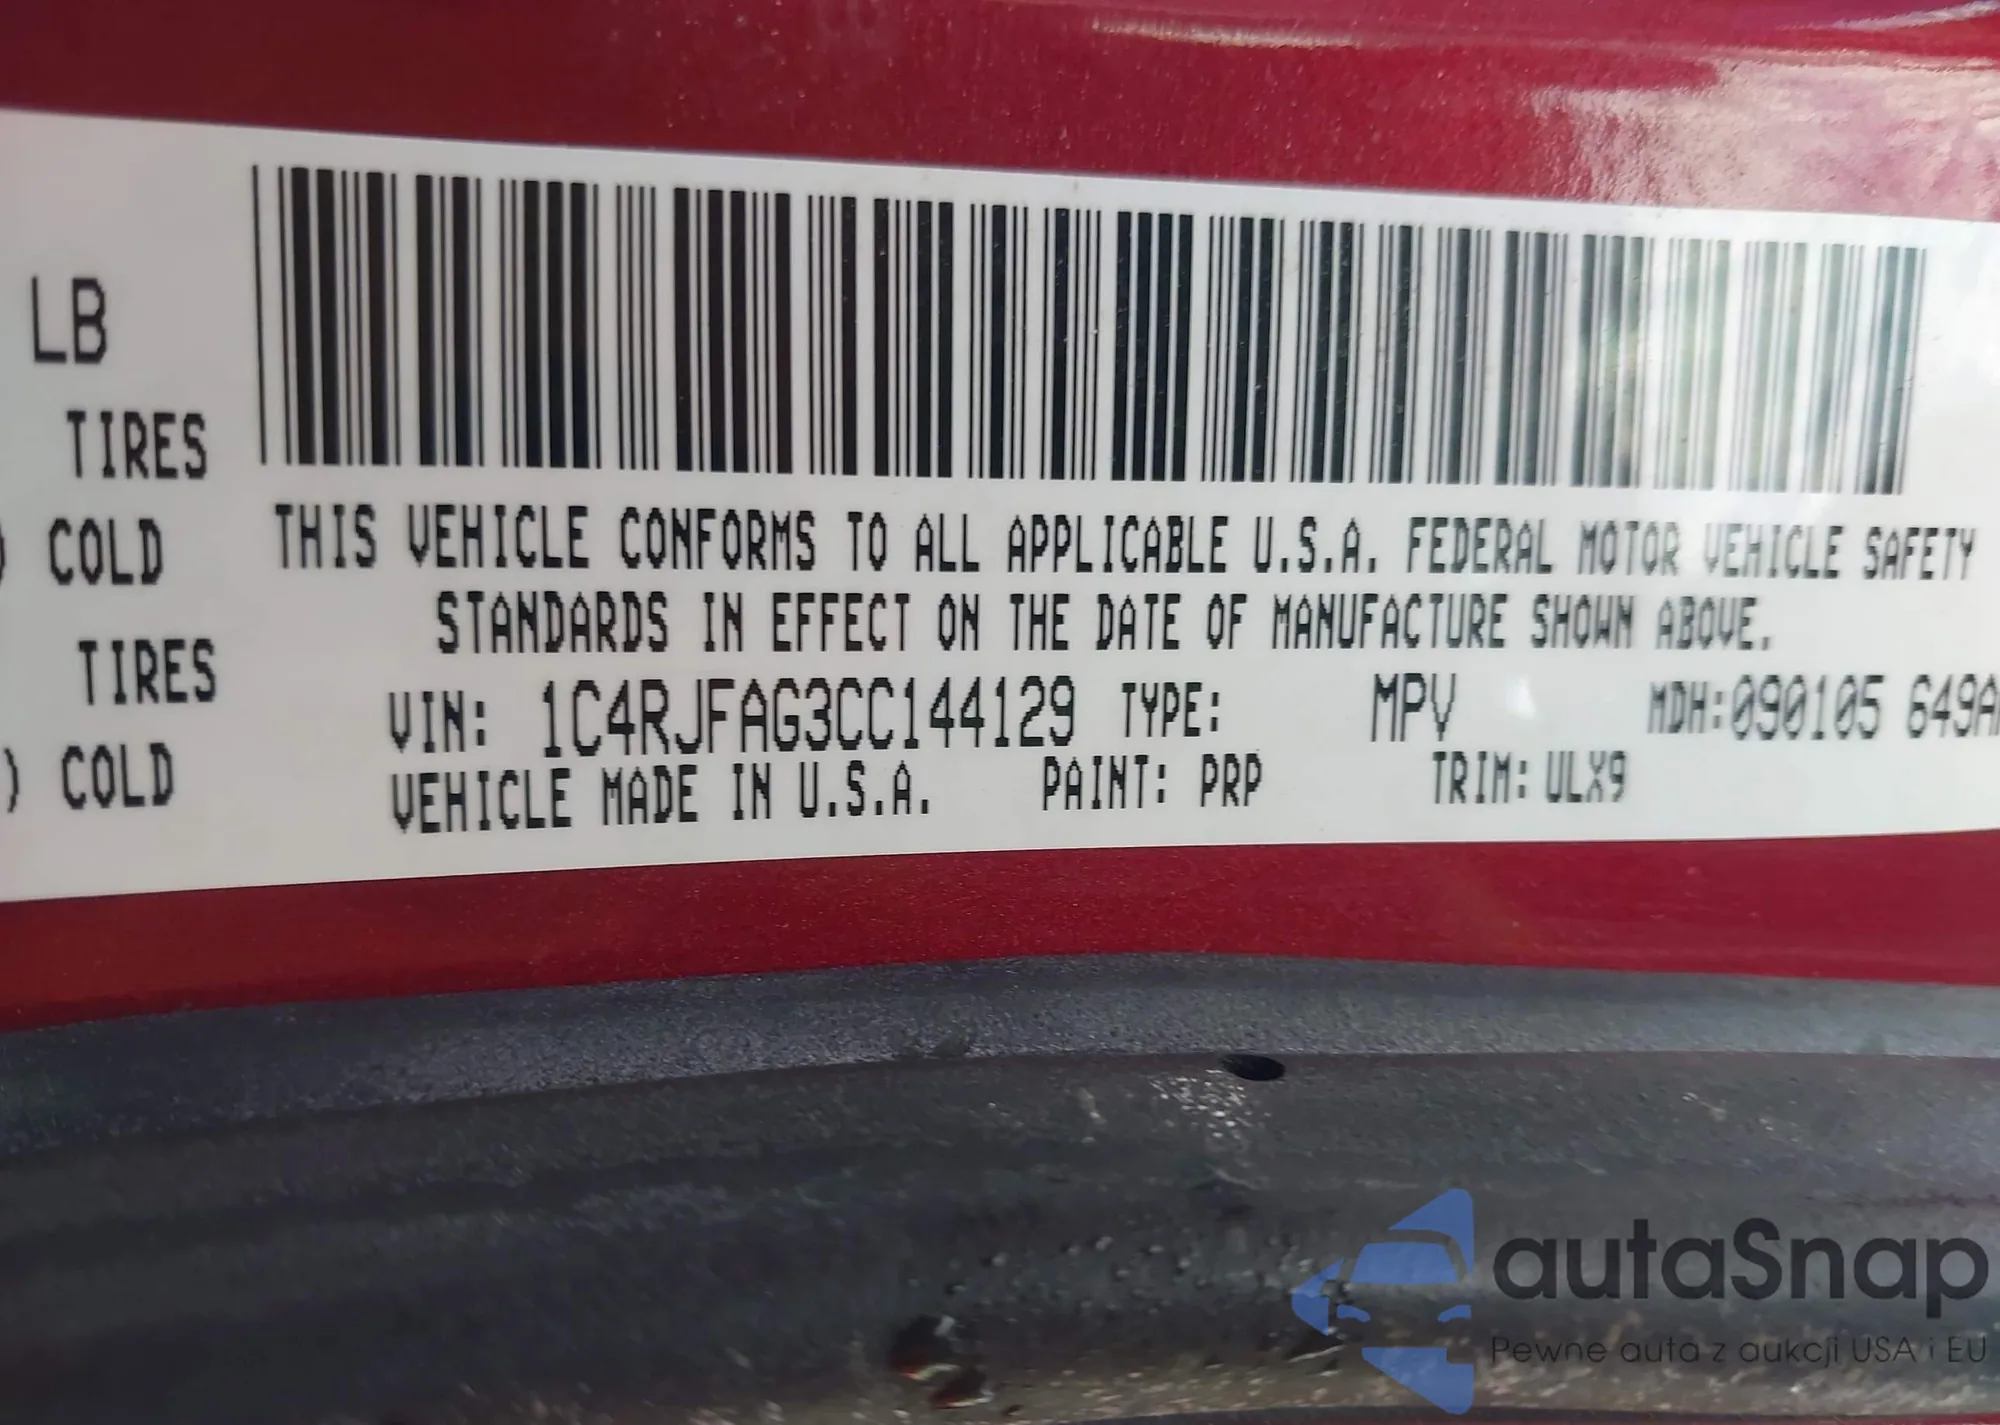 LB
TIRES
) COLD
THIS VEHICLE CONFORMS TO ALL APPLICABLE U.S.A. FEDERAL MOTOR VEHICLE SAFETY
STANDARDS IN EFFECT ON THE DATE OF MANUFACTURE SHOWN ABOVE.
TIRES
VIN: 1C4RJFAG3CC144129 TYPE: MPV MDH:090105 649A
) COLD
VEHICLE MADE IN U.S.A. PAINT: PRP TRIM: ULX9
autaSnap
Pewne auta z aukcji USA i EU